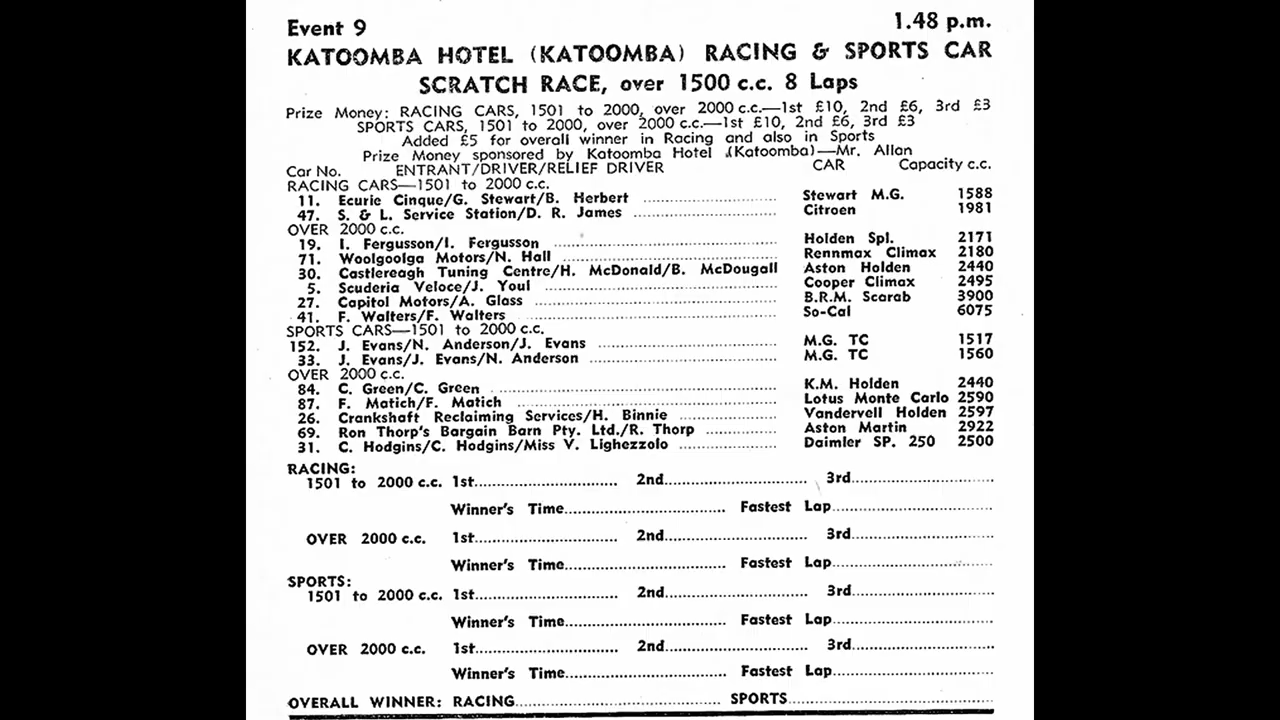 Event 9 1.48 p.m.
KATOOMBA HOTEL (KATOOMBA) RACING & SPORTS CAR
SCRATCH RACE, over 1500 c.c. 8 Laps
Prize Money: RACING CARS, 1501 to 2000, over 2000 c.c.—1st £10, 2nd £6, 3rd £3
SPORTS CARS, 1501 to 2000, over 2000 c.c.—1st £10, 2nd £6, 3rd £3
Added £5 for overall winner in Racing and also in Sports
Prize Money sponsored by Katoomba Hotel (Katoomba)—Mr. Allan
Car No. ENTRANT/DRIVER/RELIEF DRIVER CAR Capacity c.c.
RACING CARS—1501 to 2000 c.c.
11. Ecurie Cinque/G. Stewart/B. Herbert Stewart M.G. 1588
47. S. & L. Service Station/D. R. James Citroen 1981
OVER 2000 c.c.
19. I. Fergusson/I. Fergusson Holden Spl. 2171
71. Woolgoolga Motors/N. Hall Rennmax Climax 2180
30. Castlereagh Tuning Centre/H. McDonald/B. McDougall Aston Holden 2440
5. Scuderia Veloce/J. Youl Cooper Climax 2495
27. Capitol Motors/A. Glass B.R.M. Scarab 3900
41. F. Walters/F. Walters So-Cal 6075
SPORTS CARS—1501 to 2000 c.c.
152. J. Evans/N. Anderson/J. Evans M.G. TC 1517
33. J. Evans/J. Evans/N. Anderson M.G. TC 1560
OVER 2000 c.c.
84. C. Green/C. Green K.M. Holden 2440
87. F. Matich/F. Matich Lotus Monte Carlo 2590
26. Crankshaft Reclaiming Services/H. Binnie Vandervell Holden 2597
69. Ron Thorp's Bargain Barn Pty. Ltd./R. Thorp Aston Martin 2922
31. C. Hodgins/C. Hodgins/Miss V. Lighezzolo Daimler SP. 250 2500
RACING:
1501 to 2000 c.c. 1st 2nd 3rd
Winner's Time Fastest Lap
OVER 2000 c.c. 1st 2nd 3rd
Winner's Time Fastest Lap
SPORTS:
1501 to 2000 c.c. 1st 2nd 3rd
Winner's Time Fastest Lap
OVER 2000 c.c. 1st 2nd 3rd
Winner's Time Fastest Lap
OVERALL WINNER: RACING SPORTS